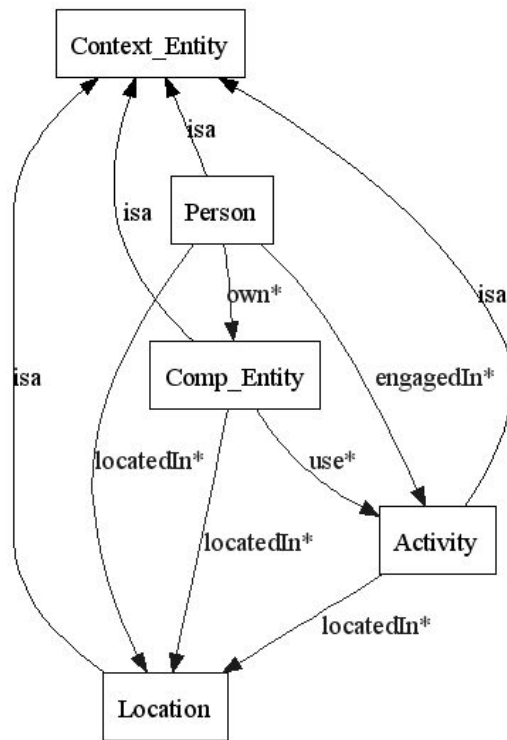 Context_Entity
isa
Person
isa
own*
isa
Comp_Entity
isa
engagedIn*
locatedIn*
use*
locatedIn*
Activity
locatedIn*
Location